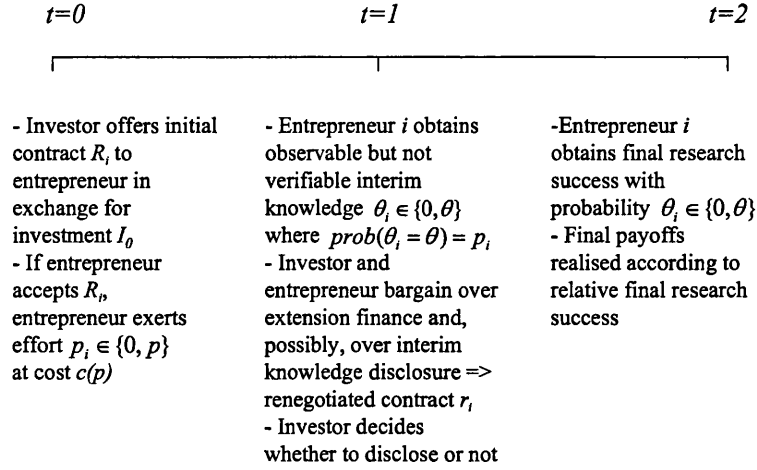 t=0 t=1 t=2
- Investor offers initial
contract R_i to
entrepreneur in
exchange for
investment I_0
- If entrepreneur
accepts R_i,
entrepreneur exerts
effort p_i ∈ {0, p}
at cost c(p)
- Entrepreneur i obtains
observable but not
verifiable interim
knowledge θ_i ∈ {0, θ}
where prob(θ_i = θ) = p_i
- Investor and
entrepreneur bargain over
extension finance and,
possibly, over interim
knowledge disclosure =>
renegotiated contract r_i
- Investor decides
whether to disclose or not
-Entrepreneur i
obtains final research
success with
probability θ_i ∈ {0, θ}
- Final payoffs
realised according to
relative final research
success